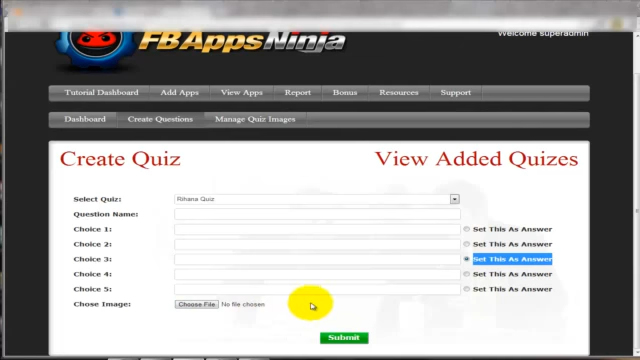 Welcome superadmin
FBAppsNinja
Tutorial Dashboard Add Apps View Apps Report Bonus Resources Support
Dashboard Create Questions Manage Quiz Images
Create Quiz View Added Quizes
Select Quiz: Rihana Quiz
Question Name:
Choice 1: Set This As Answer
Choice 2: Set This As Answer
Choice 3: Set This As Answer
Choice 4: Set This As Answer
Choice 5: Set This As Answer
Chose Image: Choose File No file chosen
Submit